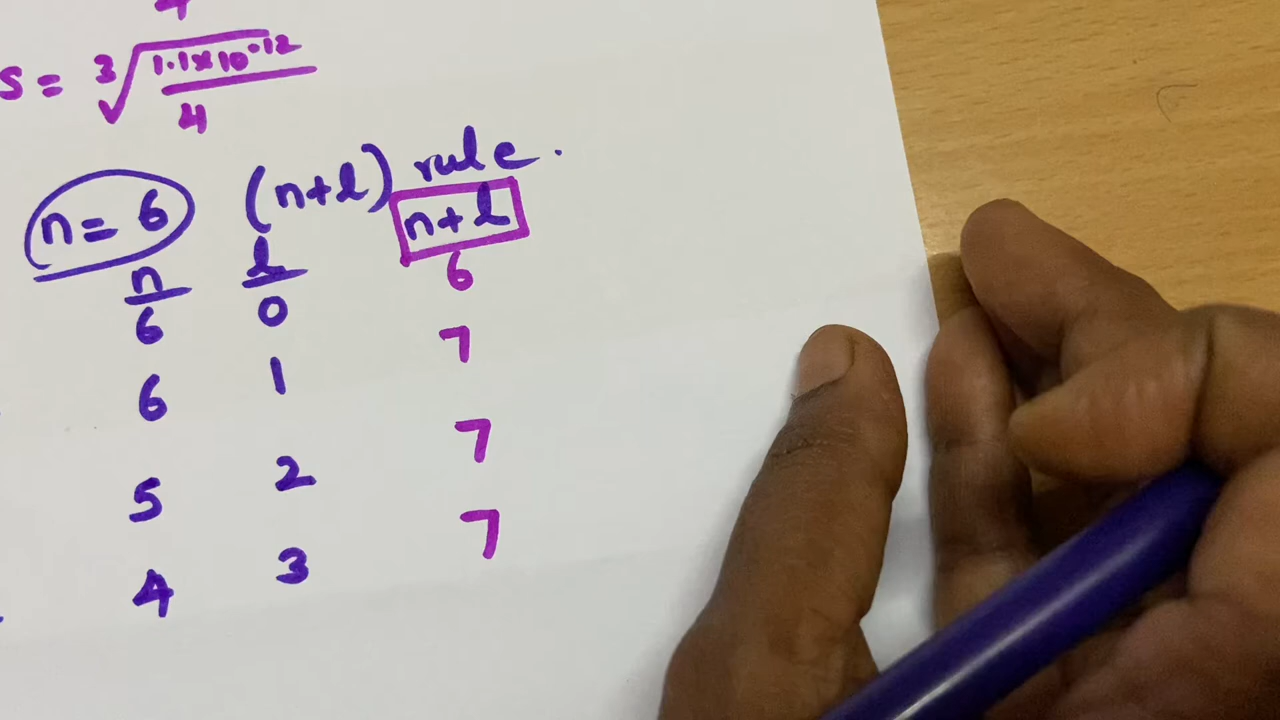 S = ∛(1.1×10⁻¹² / 4)
n = 6 (n+l) rule.
n l n+l
6 0 6
6 1 7
5 2 7
4 3 7